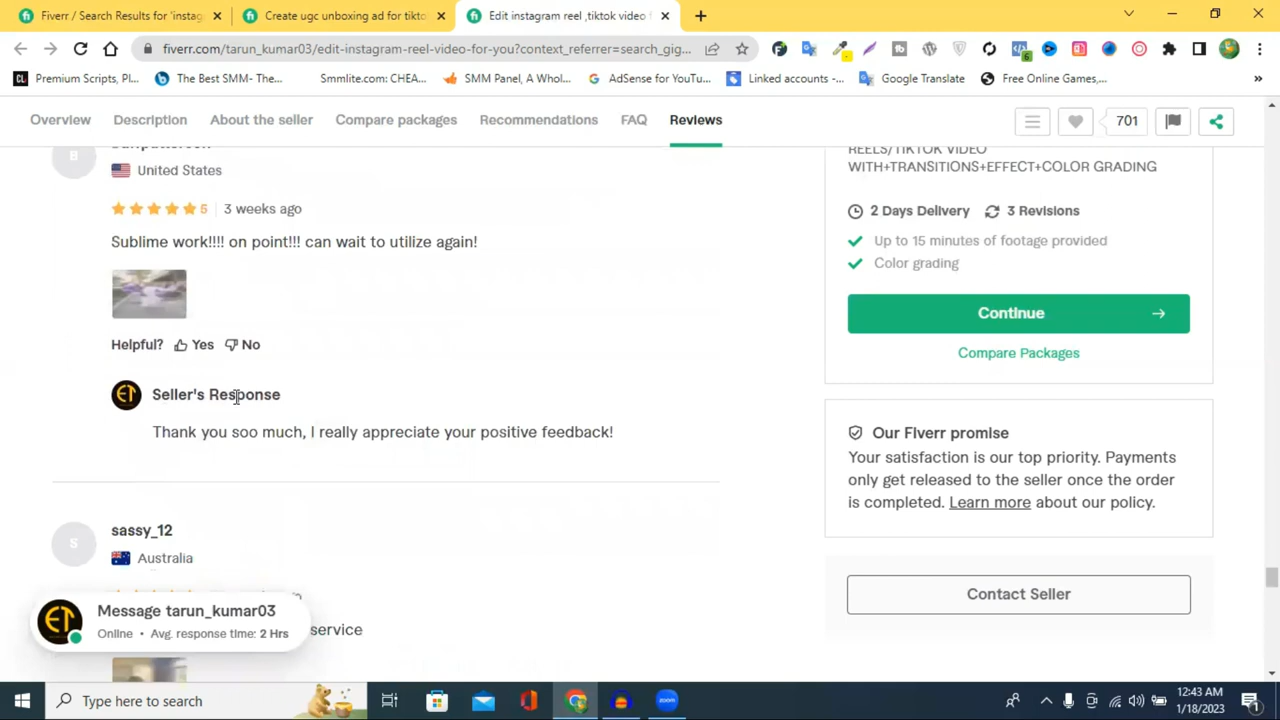 Fiverr / Search Results for 'instag
Create ugc unboxing ad for tikto
Edit instagram reel ,tiktok video
fiverr.com/tarun_kumar03/edit-instagram-reel-video-for-you?context_referrer=search_gig...
Premium Scripts, Pl...
The Best SMM- The...
Smmlite.com: CHEA...
SMM Panel, A Whol...
AdSense for YouTu...
Linked accounts -...
Google Translate
Free Online Games,...
»
Overview
Description
About the seller
Compare packages
Recommendations
FAQ
Reviews
701
B
United States
5
3 weeks ago
Sublime work!!!! on point!!! can wait to utilize again!
Helpful?
Yes
No
ET
Seller's Response
Thank you soo much, I really appreciate your positive feedback!
S
sassy_12
Australia
service
ET
Message tarun_kumar03
Online • Avg. response time: 2 Hrs
REELS/TIKTOK VIDEO
WITH+TRANSITIONS+EFFECT+COLOR GRADING
2 Days Delivery
3 Revisions
Up to 15 minutes of footage provided
Color grading
Continue
Compare Packages
Our Fiverr promise
Your satisfaction is our top priority. Payments
only get released to the seller once the order
is completed. Learn more about our policy.
Contact Seller
Type here to search
zoom
12:43 AM
1/18/2023
1